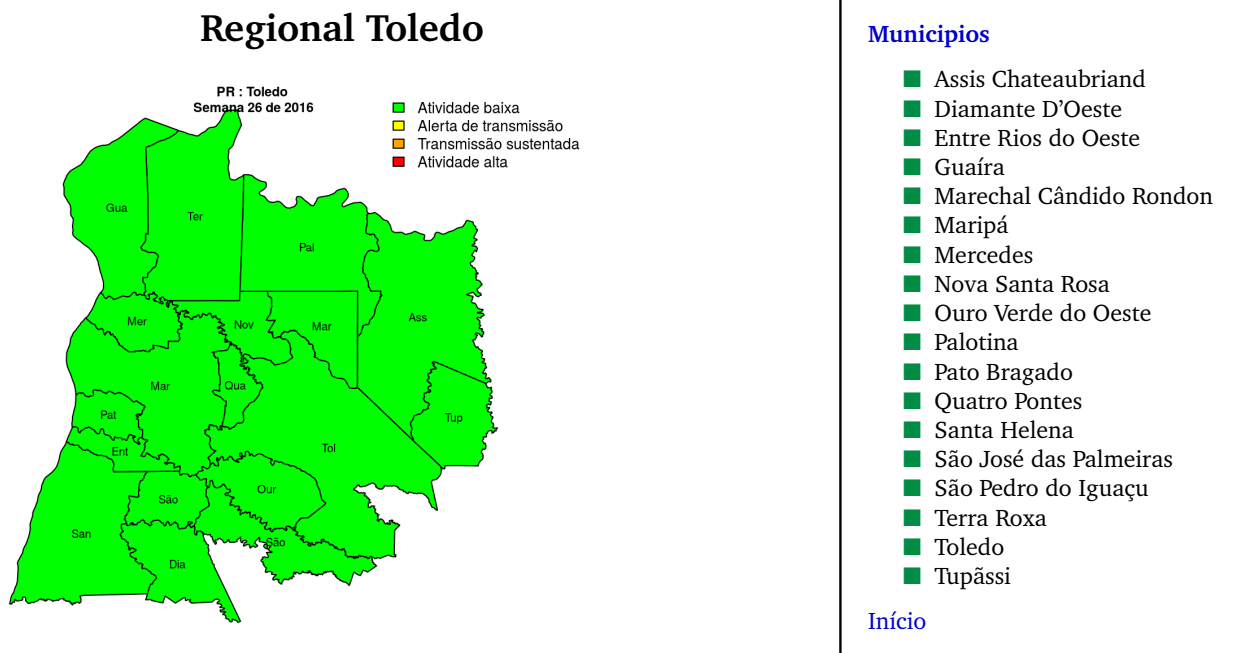 Regional Toledo
PR : Toledo
Semana 26 de 2016
Atividade baixa
Alerta de transmissão
Transmissão sustentada
Atividade alta
Gua
Ter
Pal
Mer
Nov
Mar
Ass
Mar
Qua
Pat
Tup
Ent
Tol
Our
São
San
São
Dia
Municipios
Assis Chateaubriand
Diamante D’Oeste
Entre Rios do Oeste
Guaíra
Marechal Cândido Rondon
Maripá
Mercedes
Nova Santa Rosa
Ouro Verde do Oeste
Palotina
Pato Bragado
Quatro Pontes
Santa Helena
São José das Palmeiras
São Pedro do Iguaçu
Terra Roxa
Toledo
Tupãssi
Início